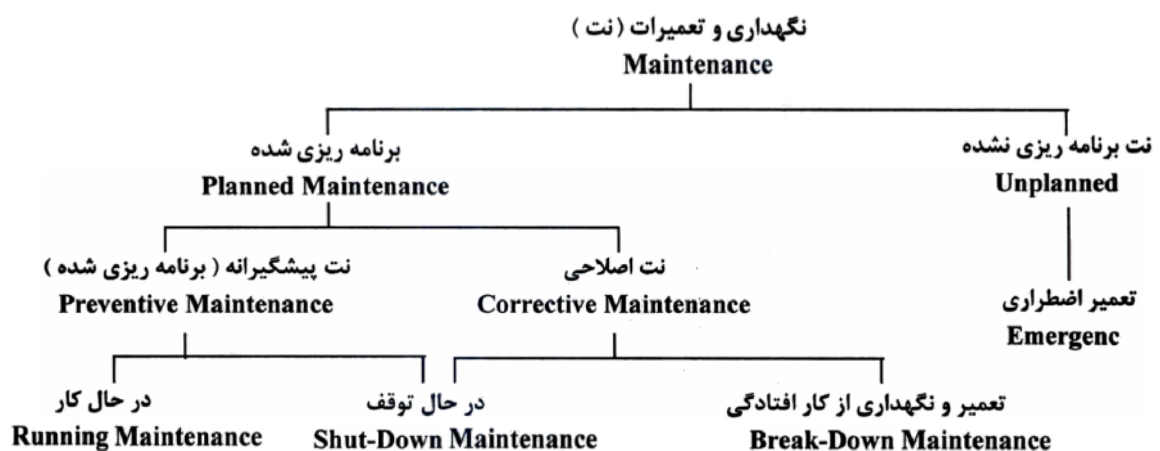 نگهداری و تعمیرات ( نت )
Maintenance
برنامه ریزی شده
Planned Maintenance
نت برنامه ریزی نشده
Unplanned
نت پیشگیرانه ( برنامه ریزی شده )
Preventive Maintenance
نت اصلاحی
Corrective Maintenance
تعمیر اضطراری
Emergenc
در حال کار
Running Maintenance
در حال توقف
Shut-Down Maintenance
تعمیر و نگهداری از کار افتادگی
Break-Down Maintenance